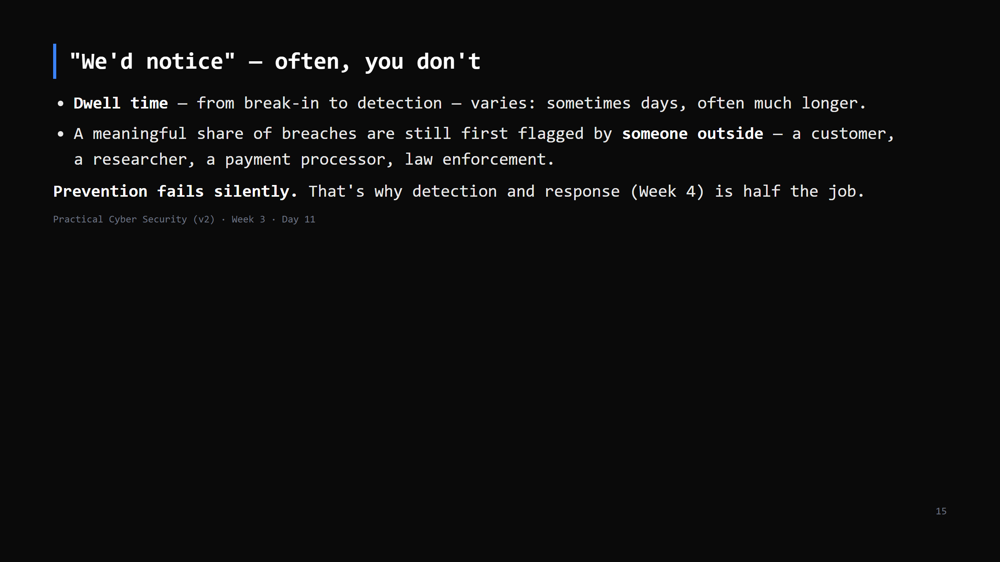 "We'd notice" — often, you don't
• Dwell time — from break-in to detection — varies: sometimes days, often much longer.
• A meaningful share of breaches are still first flagged by someone outside — a customer,
a researcher, a payment processor, law enforcement.
Prevention fails silently. That's why detection and response (Week 4) is half the job.
Practical Cyber Security (v2) · Week 3 · Day 11
15